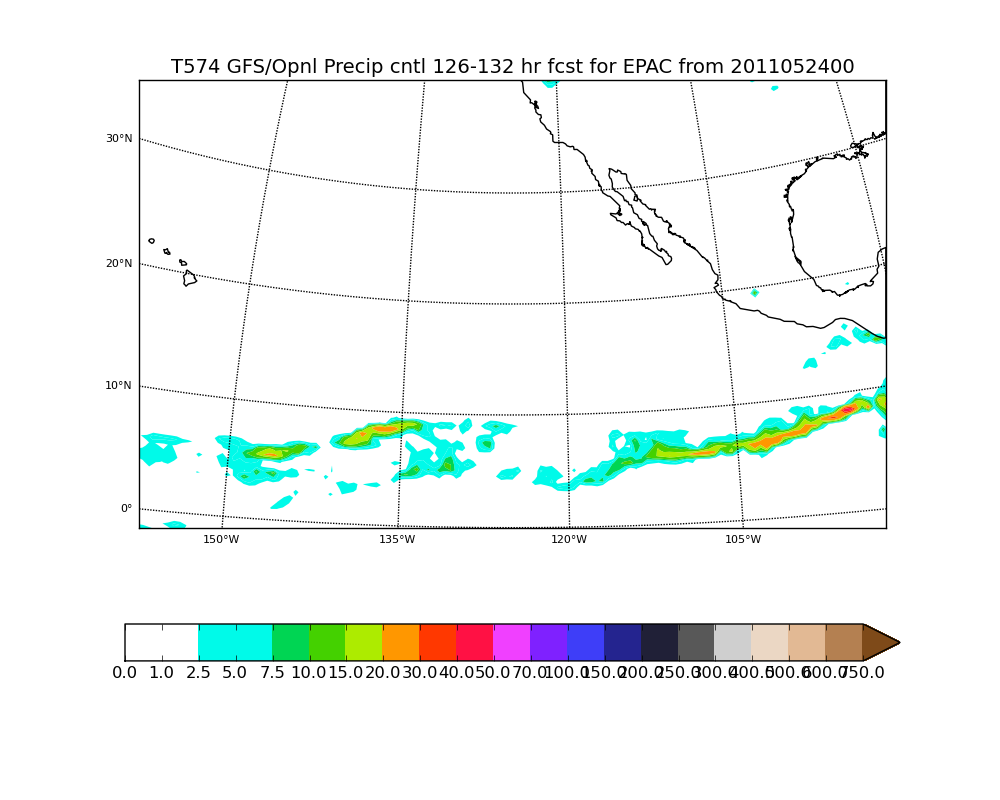 T574 GFS/Opnl Precip cntl 126-132 hr fcst for EPAC from 2011052400
30°N
20°N
10°N
0°
150°W 135°W 120°W 105°W
0.0 1.0 2.5 5.0 7.5 10.0 15.0 20.0 30.0 40.0 50.0 70.0 100.0 150.0 200.0 250.0 300.0 400.0 500.0 600.0 750.0